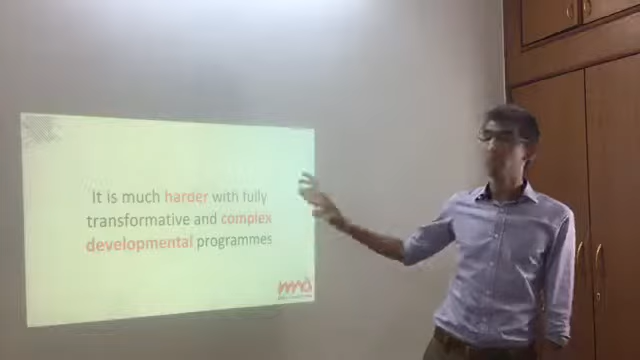 It is much harder with fully
transformative and complex
developmental programmes